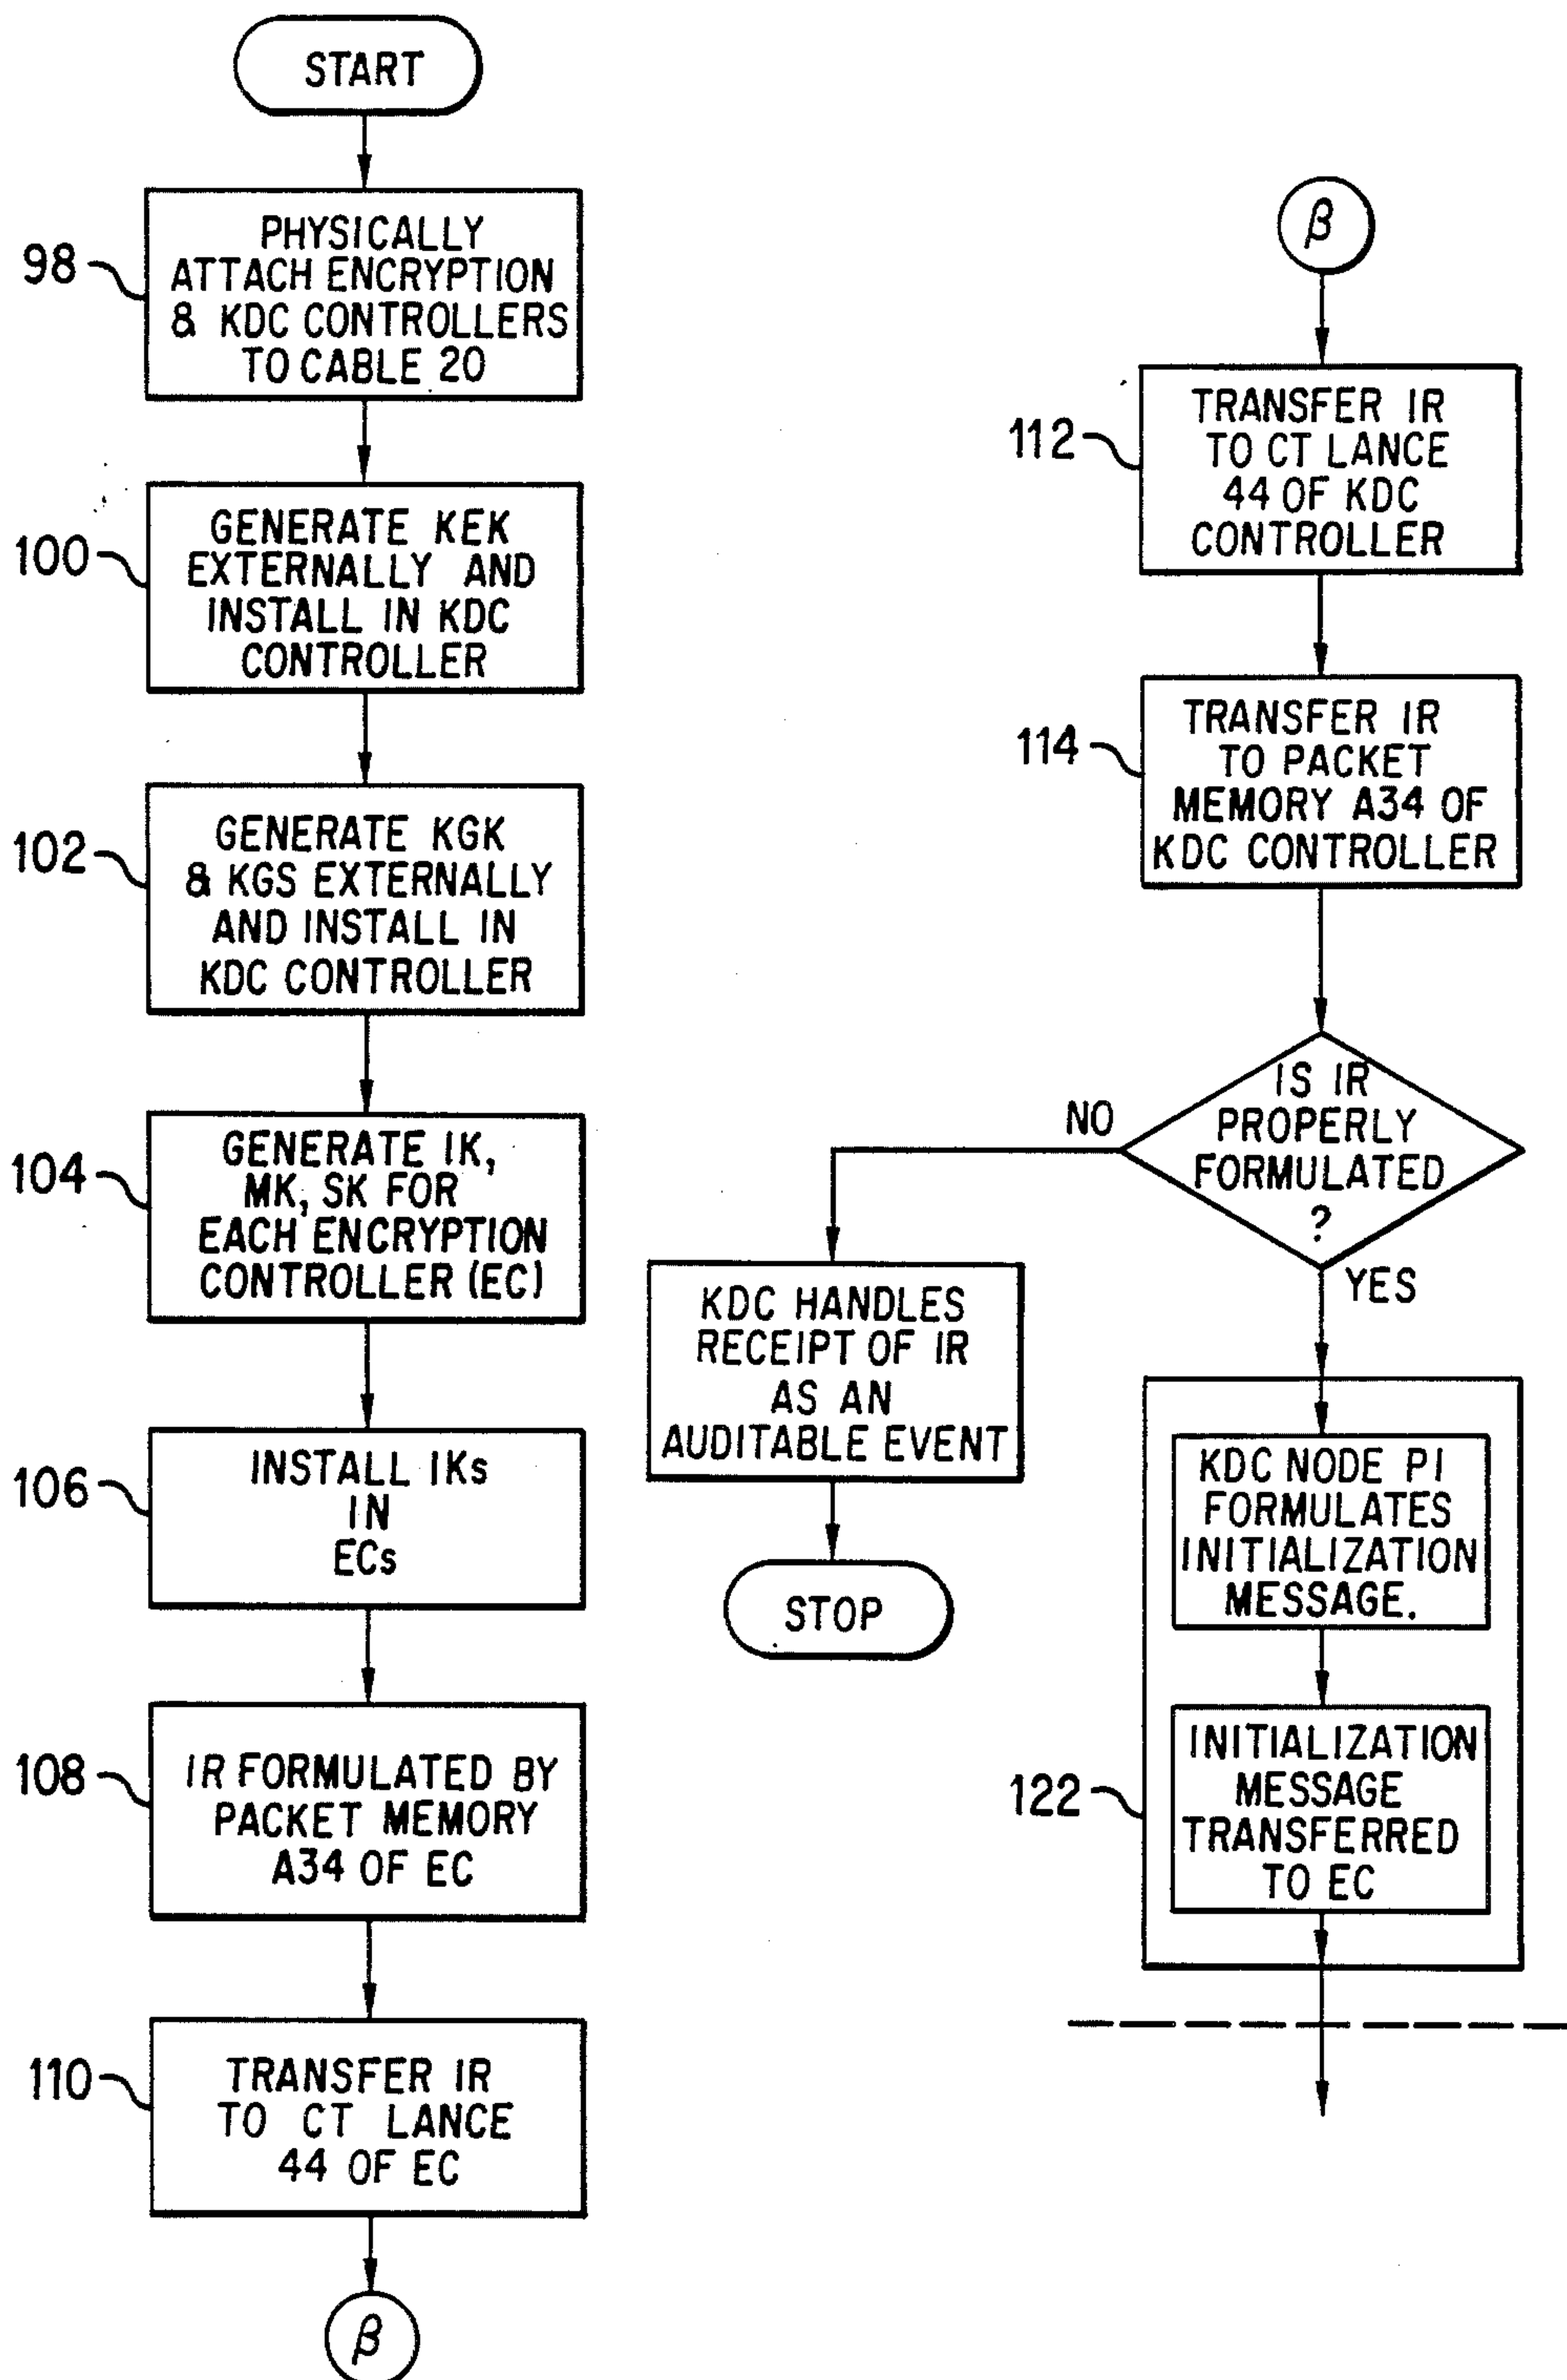 START
98
PHYSICALLY
ATTACH ENCRYPTION
& KDC CONTROLLERS
TO CABLE 20
100
GENERATE KEK
EXTERNALLY AND
INSTALL IN KDC
CONTROLLER
102
GENERATE KGK
& KGS EXTERNALLY
AND INSTALL IN
KDC CONTROLLER
104
GENERATE IK,
MK, SK FOR
EACH ENCRYPTION
CONTROLLER (EC)
106
INSTALL IKs
IN
ECs
108
IR FORMULATED BY
PACKET MEMORY
A34 OF EC
110
TRANSFER IR
TO CT LANCE
44 OF EC
β
β
112
TRANSFER IR
TO CT LANCE
44 OF KDC
CONTROLLER
114
TRANSFER IR
TO PACKET
MEMORY A34 OF
KDC CONTROLLER
IS IR
PROPERLY
FORMULATED
?
NO
KDC HANDLES
RECEIPT OF IR
AS AN
AUDITABLE EVENT
STOP
YES
KDC NODE PI
FORMULATES
INITIALIZATION
MESSAGE.
122
INITIALIZATION
MESSAGE
TRANSFERRED
TO EC